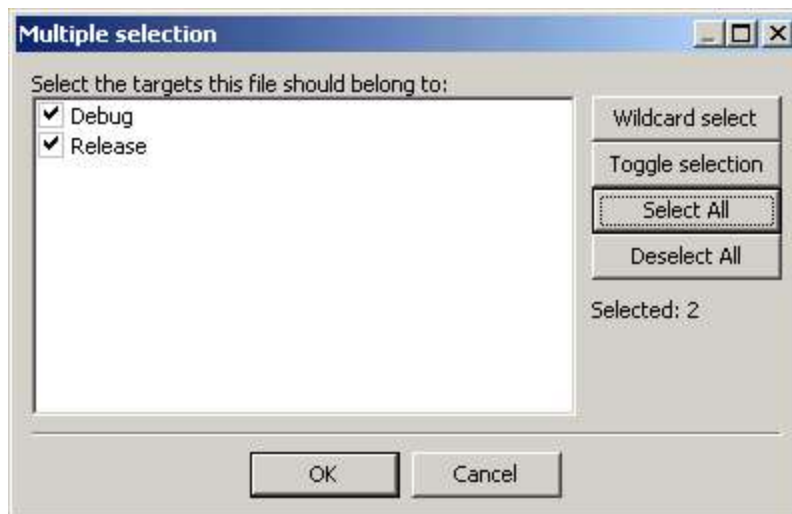 Multiple selection
Select the targets this file should belong to:
Debug
Release
Wildcard select
Toggle selection
Select All
Deselect All
Selected: 2
OK
Cancel